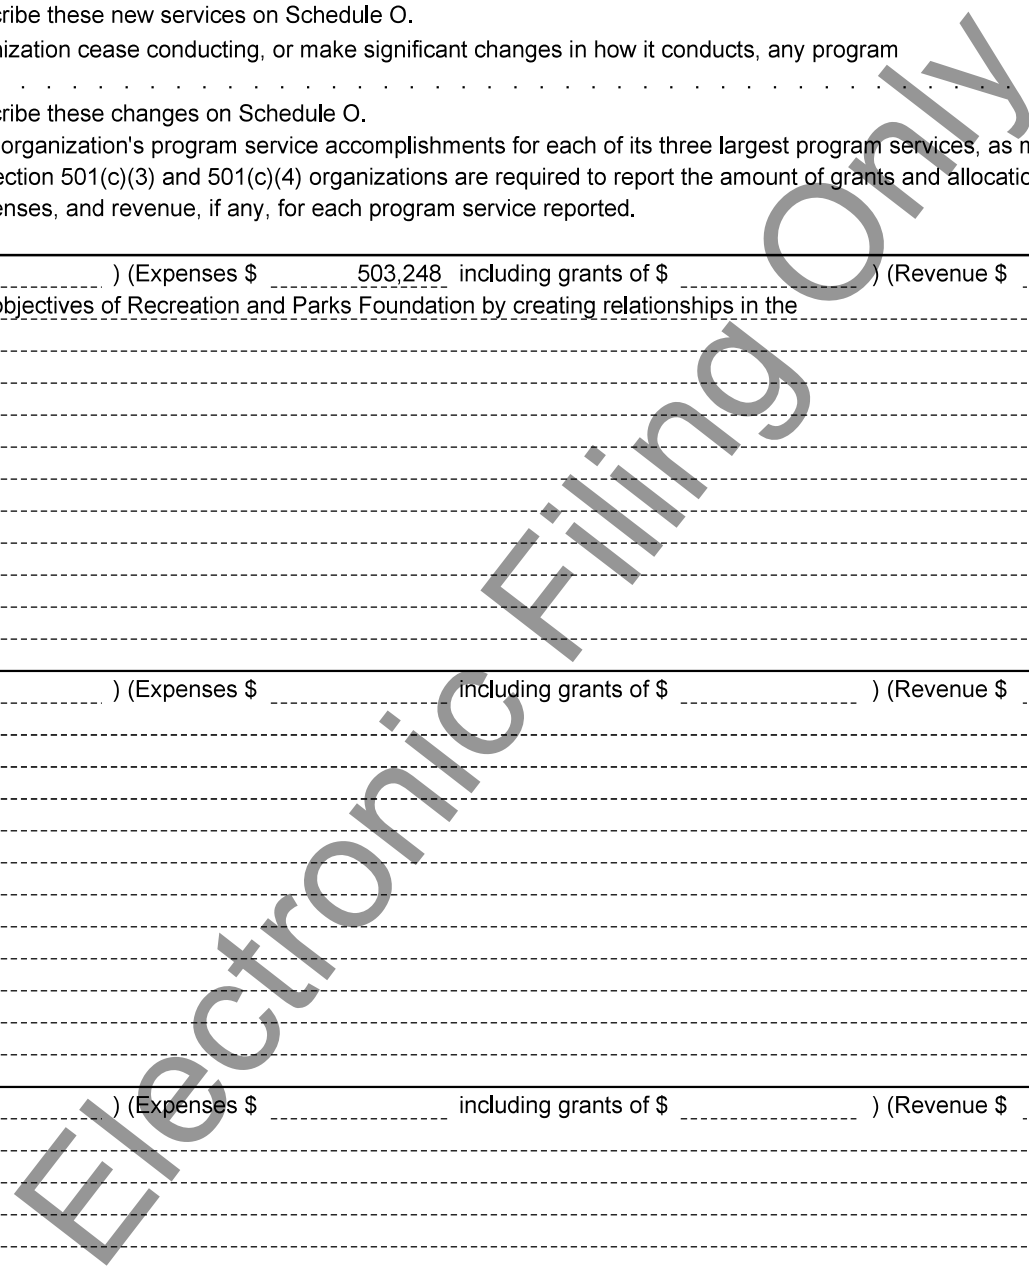 cribe these new services on Schedule O.
nization cease conducting, or make significant changes in how it conducts, any program
cribe these changes on Schedule O.
organization's program service accomplishments for each of its three largest program services, as m
ection 501(c)(3) and 501(c)(4) organizations are required to report the amount of grants and allocatio
enses, and revenue, if any, for each program service reported.
) (Expenses $ 503,248 including grants of $ ) (Revenue $
objectives of Recreation and Parks Foundation by creating relationships in the
) (Expenses $ including grants of $ ) (Revenue $
) (Expenses $ including grants of $ ) (Revenue $
Electronic Filing Only